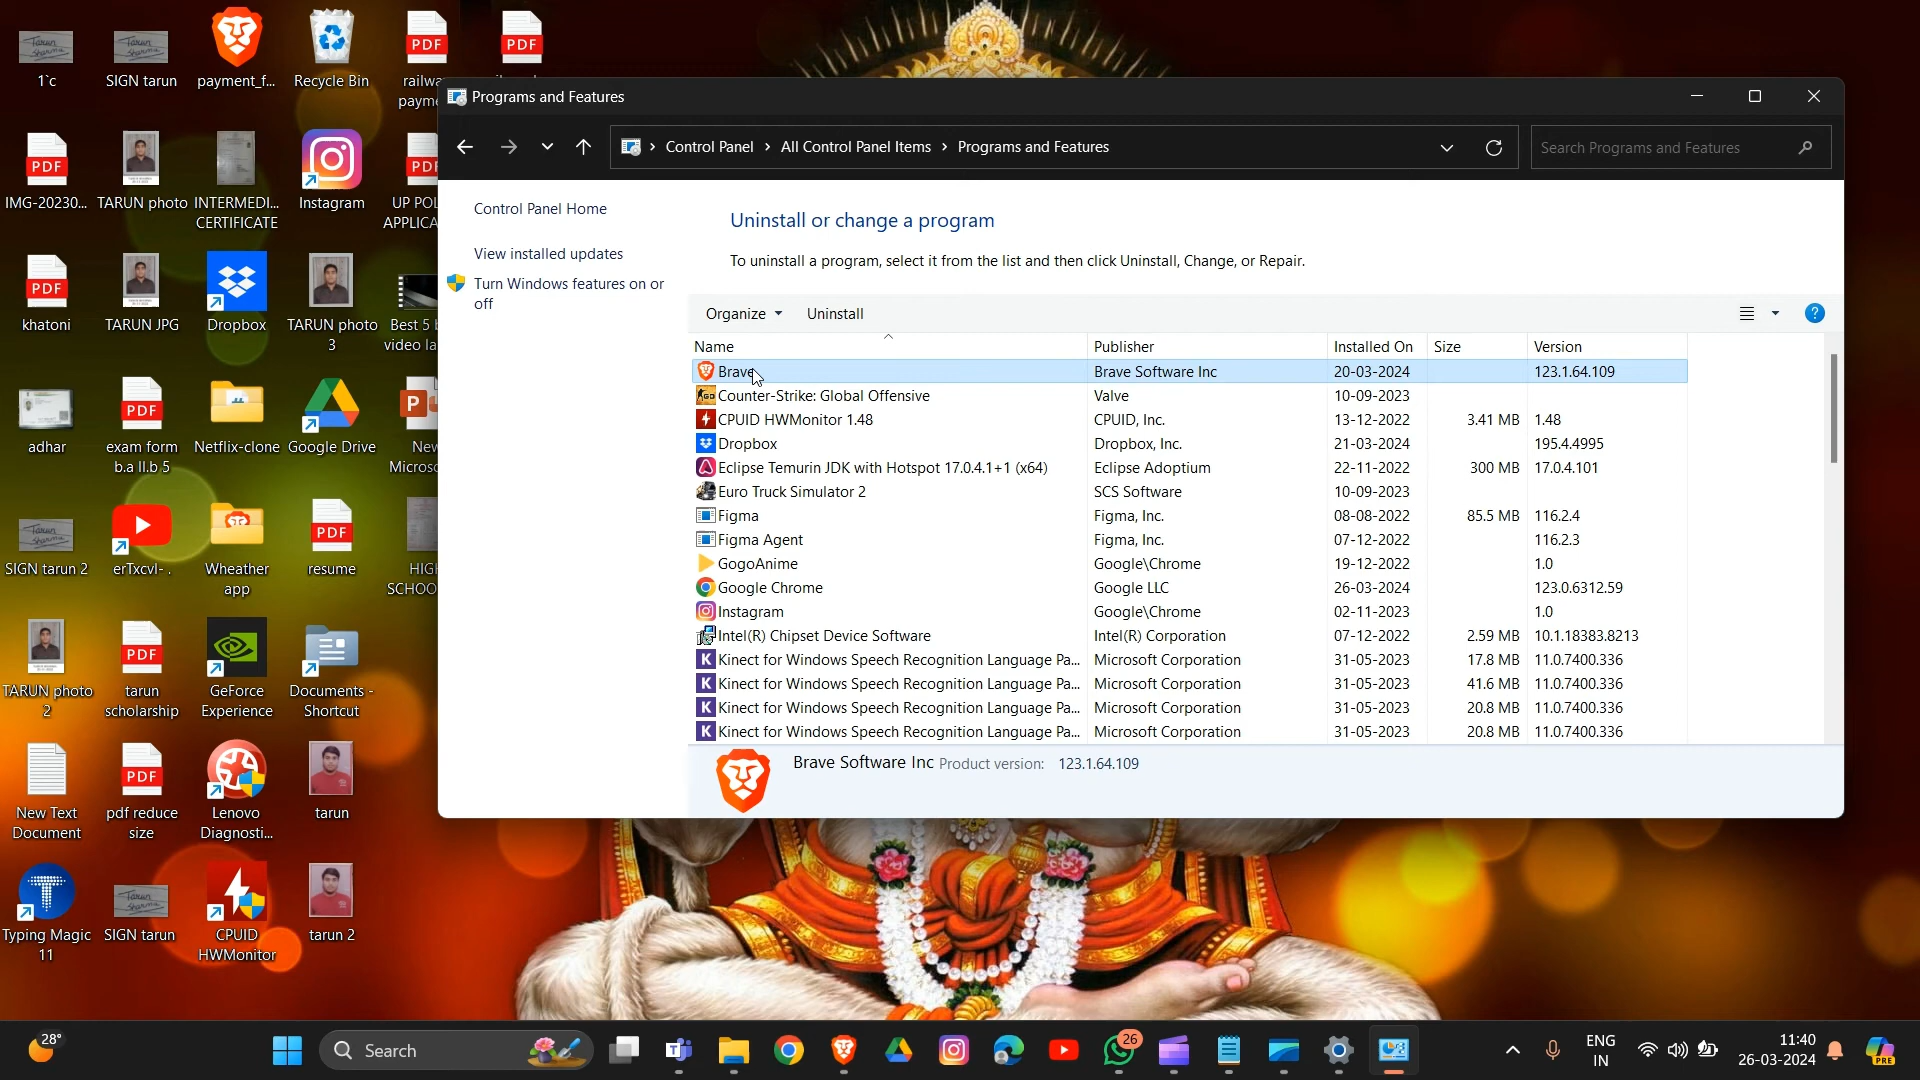 1`c
SIGN tarun
payment_f...
Recycle Bin
PDF
railwa
payme
PDF
PDF
IMG-20230...
TARUN photo
INTERMEDI...
CERTIFICATE
Instagram
PDF
UP POL
APPLICA
PDF
khatoni
TARUN JPG
Dropbox
TARUN photo
3
Best 5 b
video la
adhar
PDF
exam form
b.a ll.b 5
Netflix-clone
Google Drive
P
New
Microso
SIGN tarun 2
erTxcvl- .
Wheather
app
PDF
resume
HIGH
SCHOO
TARUN photo
2
PDF
tarun
scholarship
GeForce
Experience
Documents -
Shortcut
New Text
Document
PDF
pdf reduce
size
Lenovo
Diagnosti...
tarun
T
Typing Magic
11
SIGN tarun
CPUID
HWMonitor
tarun 2
Programs and Features
Control Panel > All Control Panel Items > Programs and Features
Search Programs and Features
Control Panel Home
View installed updates
Turn Windows features on or
off
Uninstall or change a program
To uninstall a program, select it from the list and then click Uninstall, Change, or Repair.
Organize Uninstall ?
Name Publisher Installed On Size Version
Brave Brave Software Inc 20-03-2024 123.1.64.109
Counter-Strike: Global Offensive Valve 10-09-2023
CPUID HWMonitor 1.48 CPUID, Inc. 13-12-2022 3.41 MB 1.48
Dropbox Dropbox, Inc. 21-03-2024 195.4.4995
Eclipse Temurin JDK with Hotspot 17.0.4.1+1 (x64) Eclipse Adoptium 22-11-2022 300 MB 17.0.4.101
Euro Truck Simulator 2 SCS Software 10-09-2023
Figma Figma, Inc. 08-08-2022 85.5 MB 116.2.4
Figma Agent Figma, Inc. 07-12-2022 116.2.3
GogoAnime Google\Chrome 19-12-2022 1.0
Google Chrome Google LLC 26-03-2024 123.0.6312.59
Instagram Google\Chrome 02-11-2023 1.0
Intel(R) Chipset Device Software Intel(R) Corporation 07-12-2022 2.59 MB 10.1.18383.8213
Kinect for Windows Speech Recognition Language Pa... Microsoft Corporation 31-05-2023 17.8 MB 11.0.7400.336
Kinect for Windows Speech Recognition Language Pa... Microsoft Corporation 31-05-2023 41.6 MB 11.0.7400.336
Kinect for Windows Speech Recognition Language Pa... Microsoft Corporation 31-05-2023 20.8 MB 11.0.7400.336
Kinect for Windows Speech Recognition Language Pa... Microsoft Corporation 31-05-2023 20.8 MB 11.0.7400.336
Brave Software Inc Product version: 123.1.64.109
28°
Search
26
ENG
IN
11:40
26-03-2024
PRE